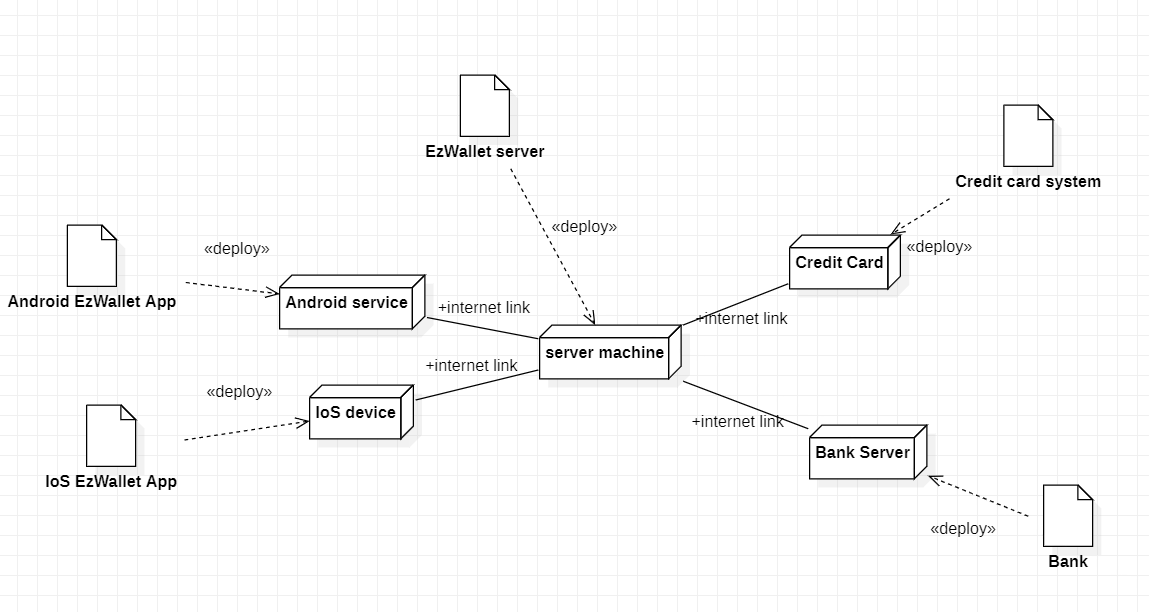 EzWallet server
Credit card system
«deploy»
«deploy»
«deploy»
Credit Card
Android EzWallet App
Android service
+internet link
+internet link
server machine
+internet link
«deploy»
IoS device
+internet link
Bank Server
IoS EzWallet App
«deploy»
Bank